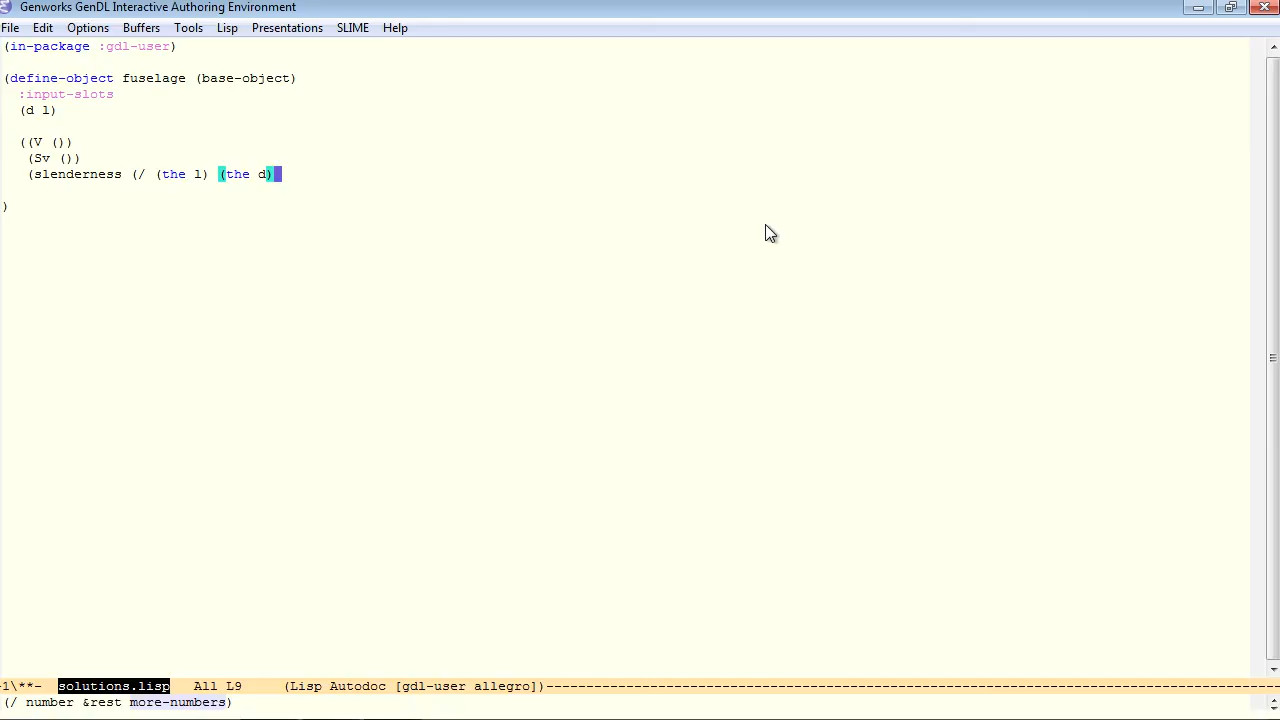 Genworks GenDL Interactive Authoring Environment
File Edit Options Buffers Tools Lisp Presentations SLIME Help
(in-package :gdl-user)
(define-object fuselage (base-object)
:input-slots
(d l)
((V ())
(Sv ())
(slenderness (/ (the l) (the d)
)
-1\**- solutions.lisp All L9 (Lisp Autodoc [gdl-user allegro])--------------------------------------------------------------------------------------------
(/ number &rest more-numbers)